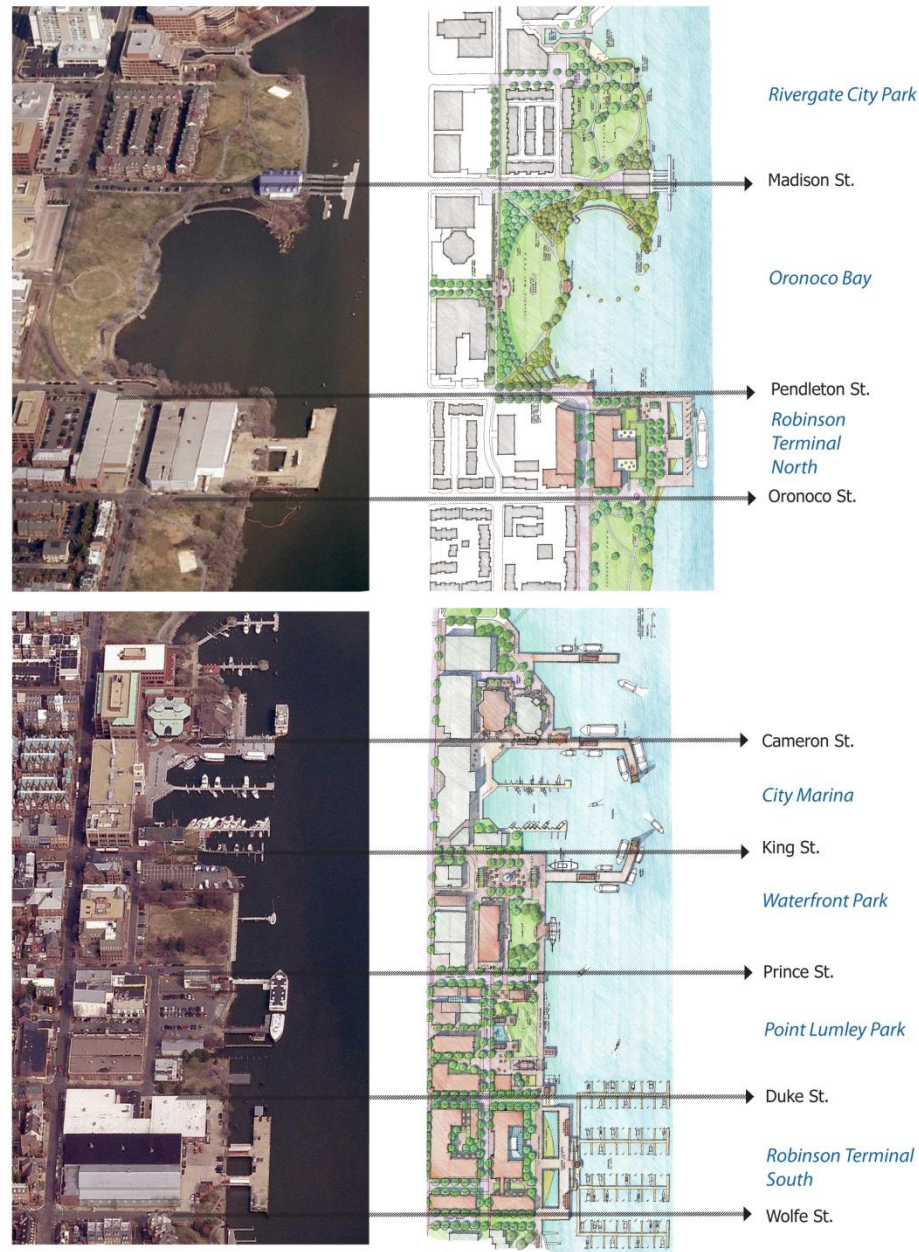 Rivergate City Park
Madison St.
Oronoco Bay
Pendleton St.
Robinson
Terminal
North
Oronoco St.
Cameron St.
City Marina
King St.
Waterfront Park
Prince St.
Point Lumley Park
Duke St.
Robinson Terminal
South
Wolfe St.